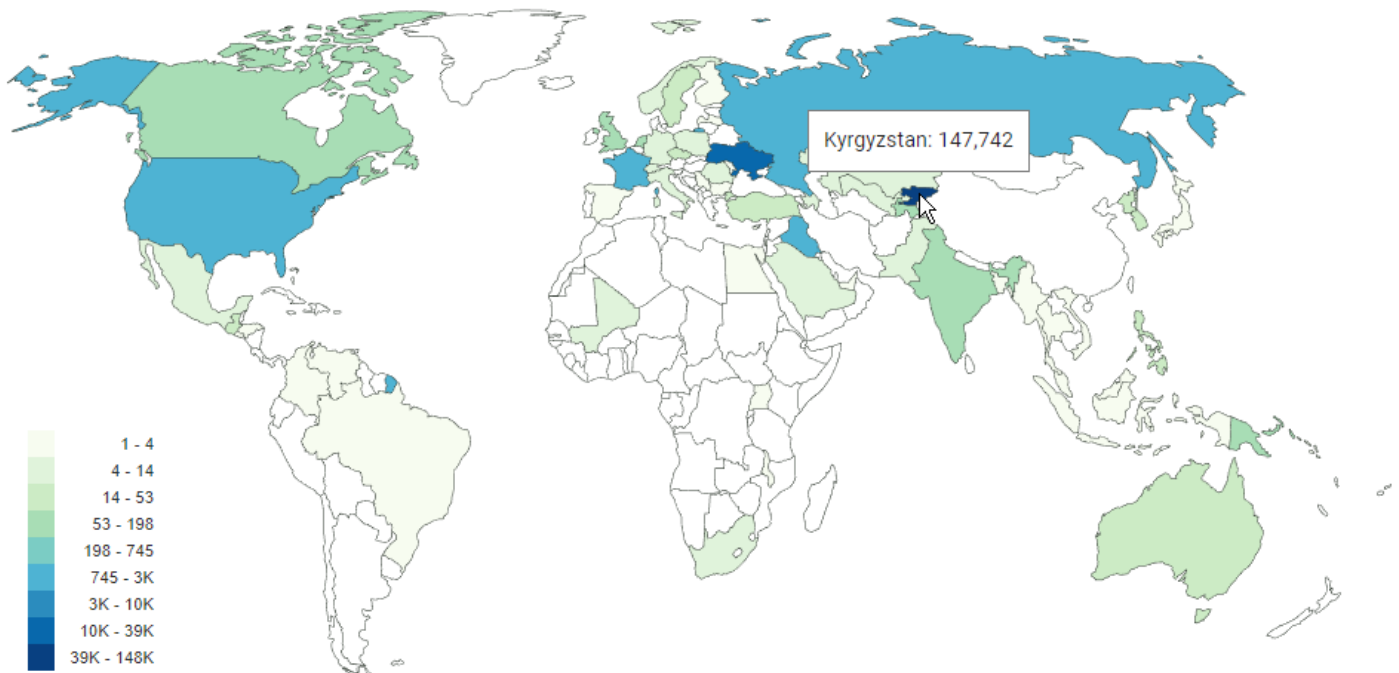 Kyrgyzstan: 147,742
1 - 4
4 - 14
14 - 53
53 - 198
198 - 745
745 - 3K
3K - 10K
10K - 39K
39K - 148K